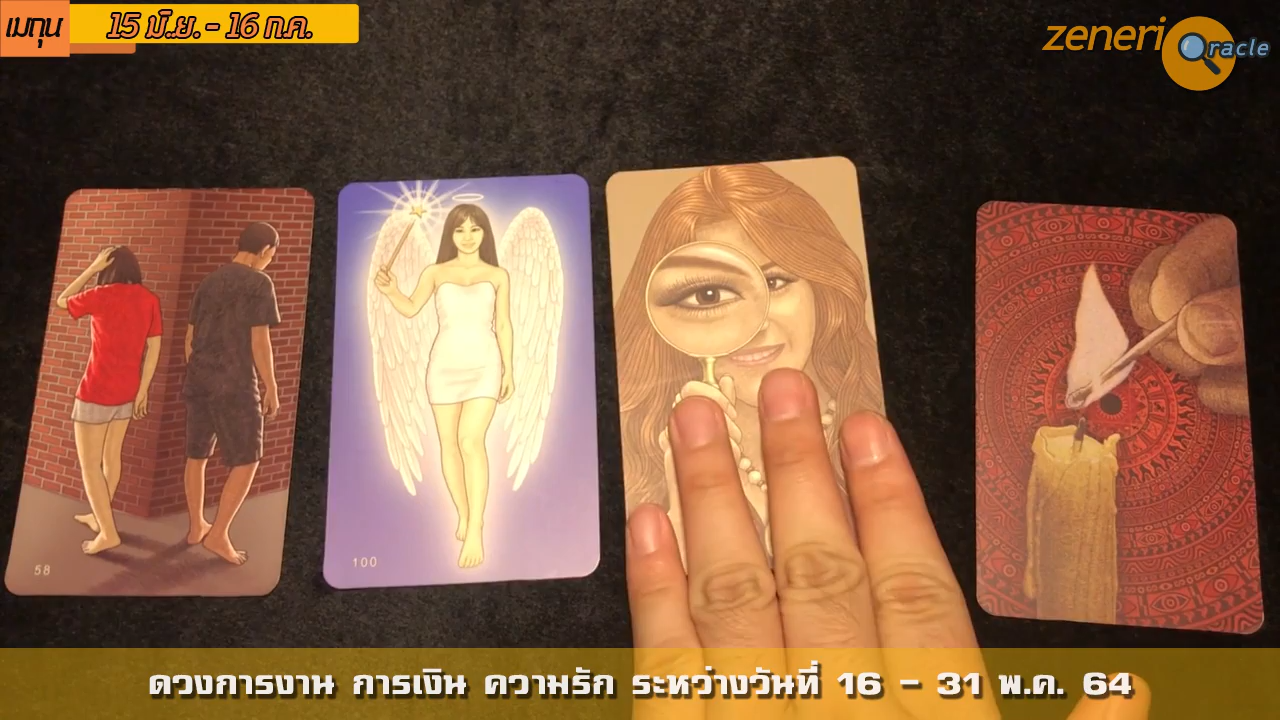 เมถุน
15 มิ.ย. - 16 ก.ค.
zeneri Oracle
58
100
ดวงการงาน การเงิน ความรัก ระหว่างวันที่ 16 - 31 พ.ค. 64